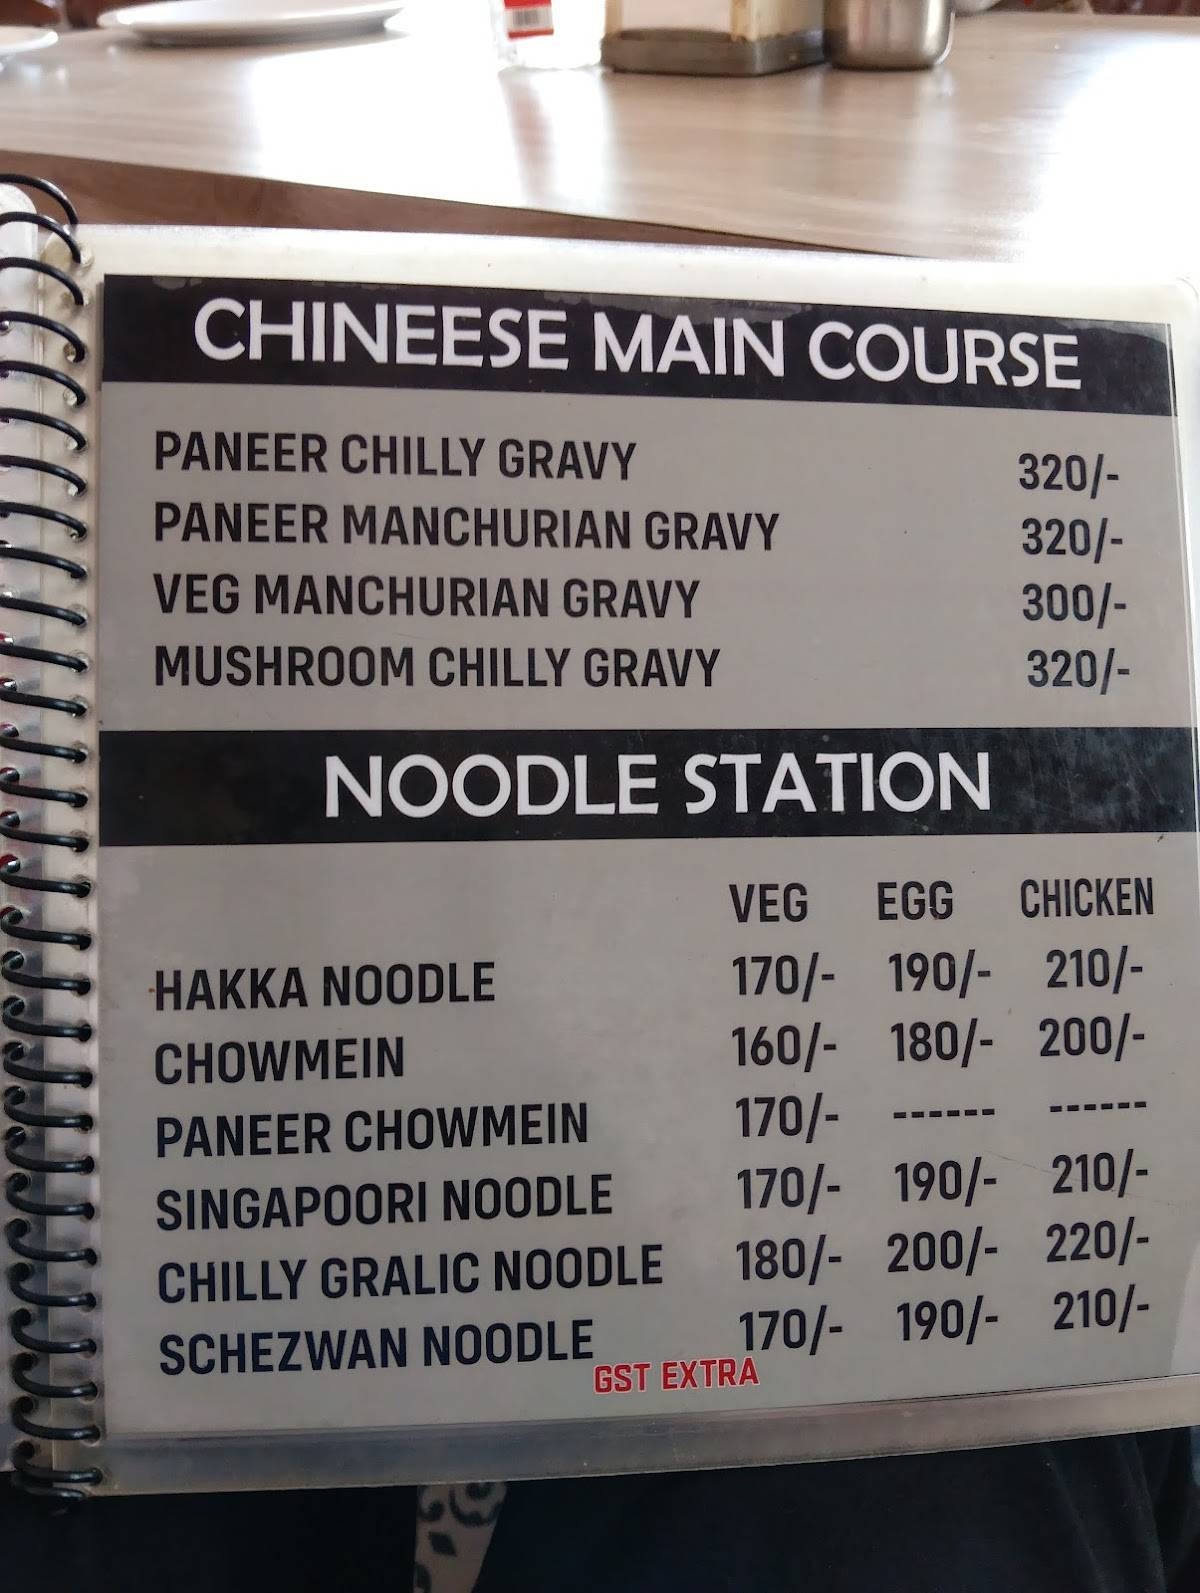 CHINEESE MAIN COURSE
PANEER CHILLY GRAVY 320/-
PANEER MANCHURIAN GRAVY 320/-
VEG MANCHURIAN GRAVY 300/-
MUSHROOM CHILLY GRAVY 320/-
NOODLE STATION
VEG EGG CHICKEN
HAKKA NOODLE 170/- 190/- 210/-
CHOWMEIN 160/- 180/- 200/-
PANEER CHOWMEIN 170/- ------ ------
SINGAPOORI NOODLE 170/- 190/- 210/-
CHILLY GRALIC NOODLE 180/- 200/- 220/-
SCHEZWAN NOODLE 170/- 190/- 210/-
GST EXTRA